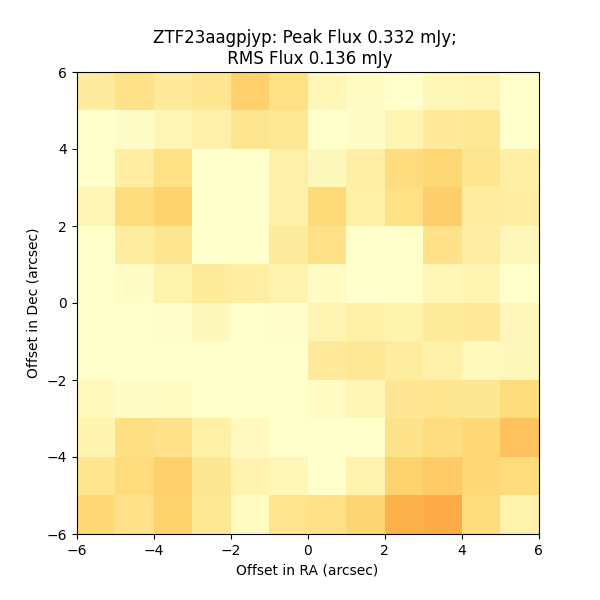 ZTF23aagpjyp: Peak Flux 0.332 mJy;
RMS Flux 0.136 mJy
6
4
2
0
−2
−4
−6
Offset in Dec (arcsec)
−6 −4 −2 0 2 4 6
Offset in RA (arcsec)